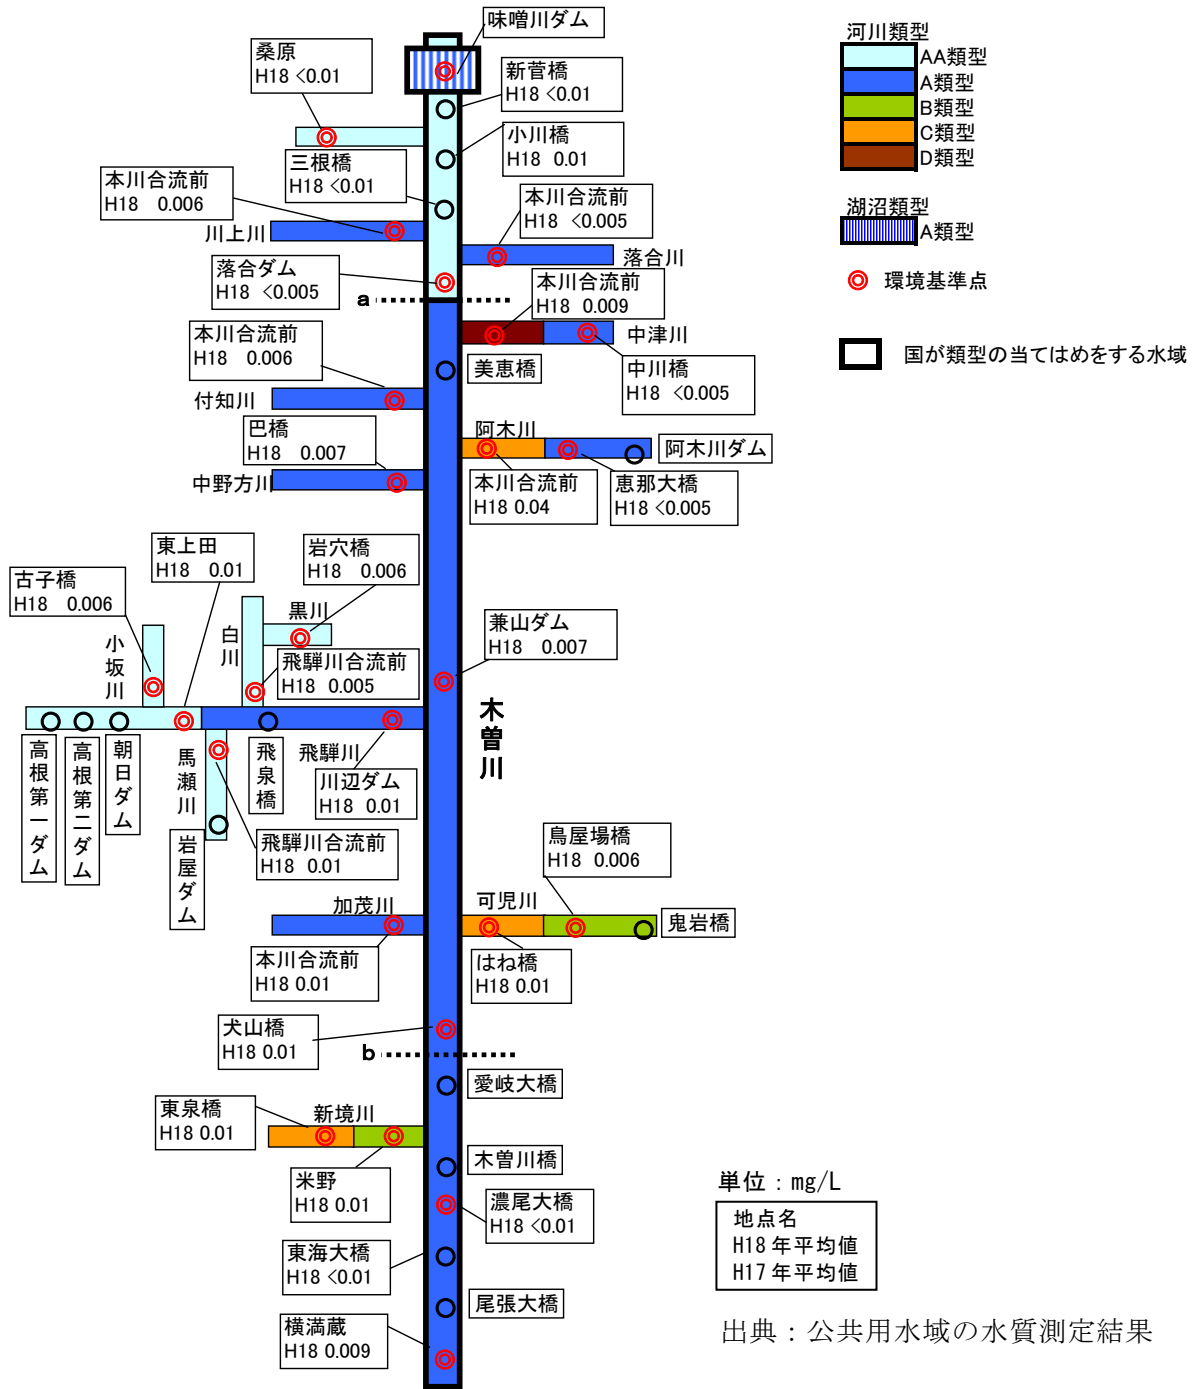 味噌川ダム
河川類型
AA類型
A類型
B類型
C類型
D類型
湖沼類型
A類型
環境基準点
国が類型の当てはめをする水域
桑原
H18 <0.01
新菅橋
H18 <0.01
小川橋
H18 0.01
三根橋
H18 <0.01
本川合流前
H18 0.006
川上川
本川合流前
H18 <0.005
落合川
落合ダム
H18 <0.005
a
本川合流前
H18 0.009
中津川
本川合流前
H18 0.006
美恵橋
中川橋
H18 <0.005
付知川
巴橋
H18 0.007
阿木川
阿木川ダム
中野方川
本川合流前
H18 0.04
恵那大橋
H18 <0.005
東上田
H18 0.01
岩穴橋
H18 0.006
古子橋
H18 0.006
黒川
白川
小坂川
兼山ダム
H18 0.007
飛騨川合流前
H18 0.005
木曽川
高根第一ダム
高根第二ダム
朝日ダム
馬瀬川
飛泉橋
飛騨川
川辺ダム
H18 0.01
岩屋ダム
飛騨川合流前
H18 0.01
鳥屋場橋
H18 0.006
加茂川
可児川
鬼岩橋
本川合流前
H18 0.01
はね橋
H18 0.01
犬山橋
H18 0.01
b
愛岐大橋
東泉橋
H18 0.01
新境川
木曽川橋
米野
H18 0.01
濃尾大橋
H18 <0.01
東海大橋
H18 <0.01
尾張大橋
横満蔵
H18 0.009
単位：mg/L
地点名
H18年平均値
H17年平均値
出典：公共用水域の水質測定結果